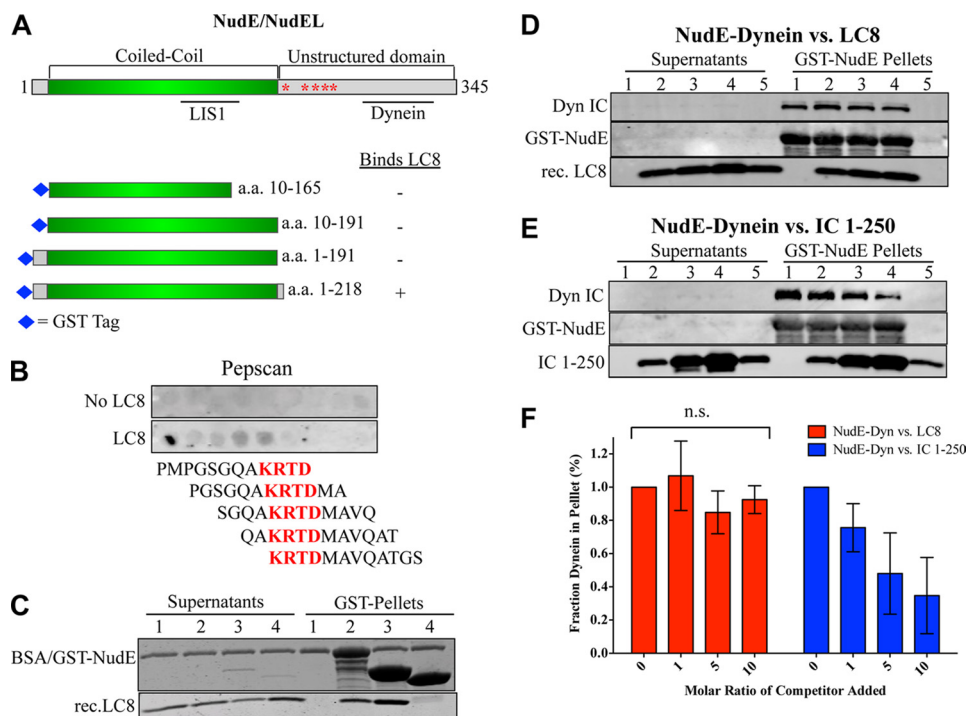 A
NudE/NudEL
Coiled-Coil
Unstructured domain
1
* ****
345
LIS1
Dynein
Binds LC8
a.a. 10-165
-
a.a. 10-191
-
a.a. 1-191
-
a.a. 1-218
+
= GST Tag
B
Pepscan
No LC8
LC8
PMPGSGQAKRTD
PGSGQAKRTDMA
SGQAKRTDMAVQ
QAKRTDMAVQAT
KRTDMAVQATGS
C
Supernatants
GST-Pellets
1 2 3 4 1 2 3 4
BSA/GST-NudE
rec.LC8
D
NudE-Dynein vs. LC8
Supernatants
GST-NudE Pellets
1 2 3 4 5 1 2 3 4 5
Dyn IC
GST-NudE
rec. LC8
E
NudE-Dynein vs. IC 1-250
Supernatants
GST-NudE Pellets
1 2 3 4 5 1 2 3 4 5
Dyn IC
GST-NudE
IC 1-250
F
n.s.
NudE-Dyn vs. LC8
NudE-Dyn vs. IC 1-250
Fraction Dynein in Pelllet (%)
1.2
1.0
0.8
0.6
0.4
0.2
0.0
0 1 5 10 0 1 5 10
Molar Ratio of Competitor Added